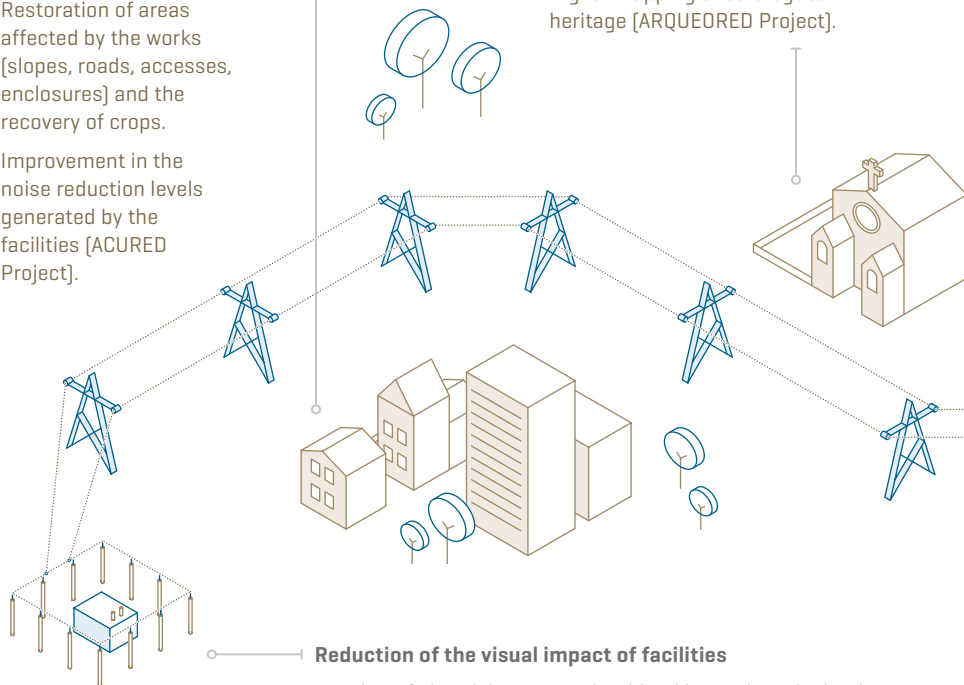 Restoration of areas
affected by the works
(slopes, roads, accesses,
enclosures) and the
recovery of crops.
Improvement in the
noise reduction levels
generated by the
facilities (ACURED
Project).
heritage (ARQUEORED Project).
Reduction of the visual impact of facilities